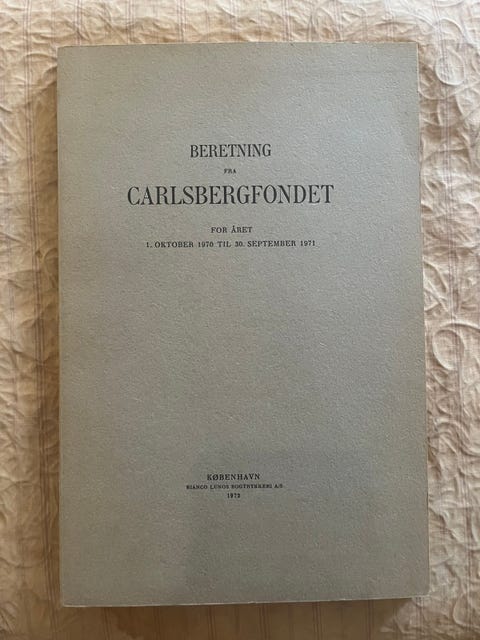 BERETNING
FRA
CARLSBERGFONDET
FOR ÅRET
1. OKTOBER 1970 TIL 30. SEPTEMBER 1971
KØBENHAVN
BIANCO LUNOS BOGTRYKKERI A/S
1972